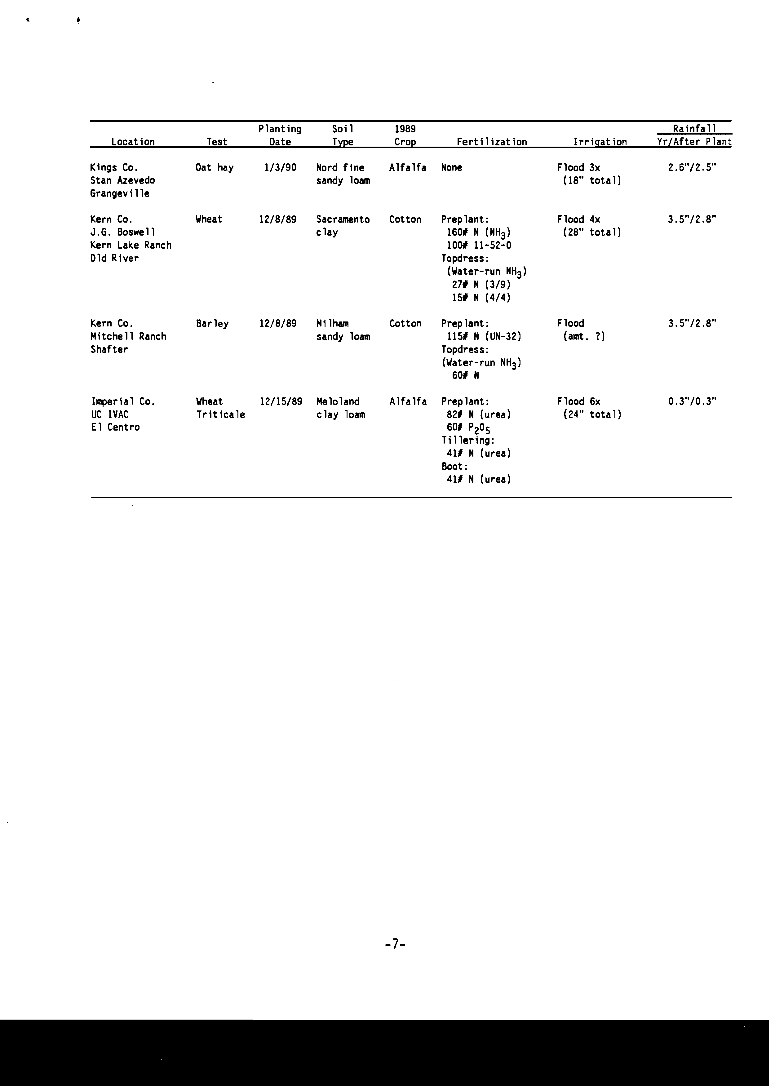 Planting Soil 1989 Rainfall
Location Test Date Type Crop Fertilization Irrigation Yr/After Plant
Kings Co. Oat hay 1/3/90 Nord fine Alfalfa None Flood 3x 2.6"/2.5"
Stan Azevedo sandy loam (18" total)
Grangeville
Kern Co. Wheat 12/8/89 Sacramento Cotton Preplant: Flood 4x 3.5"/2.8"
J.G. Boswell clay 160# N (NH3) (28" total)
Kern Lake Ranch 100# 11-52-0
Old River Topdress:
(Water-run NH3)
27# N (3/9)
15# N (4/4)
Kern Co. Barley 12/8/89 Milham Cotton Preplant: Flood 3.5"/2.8"
Mitchell Ranch sandy loam 115# N (UN-32) (amt. ?)
Shafter Topdress:
(Water-run NH3)
60# N
Imperial Co. Wheat 12/15/89 Meloland Alfalfa Preplant: Flood 6x 0.3"/0.3"
UC IVAC Triticale clay loam 82# N (urea) (24" total)
El Centro 60# P2O5
Tillering:
41# N (urea)
Boot:
41# N (urea)
-7-